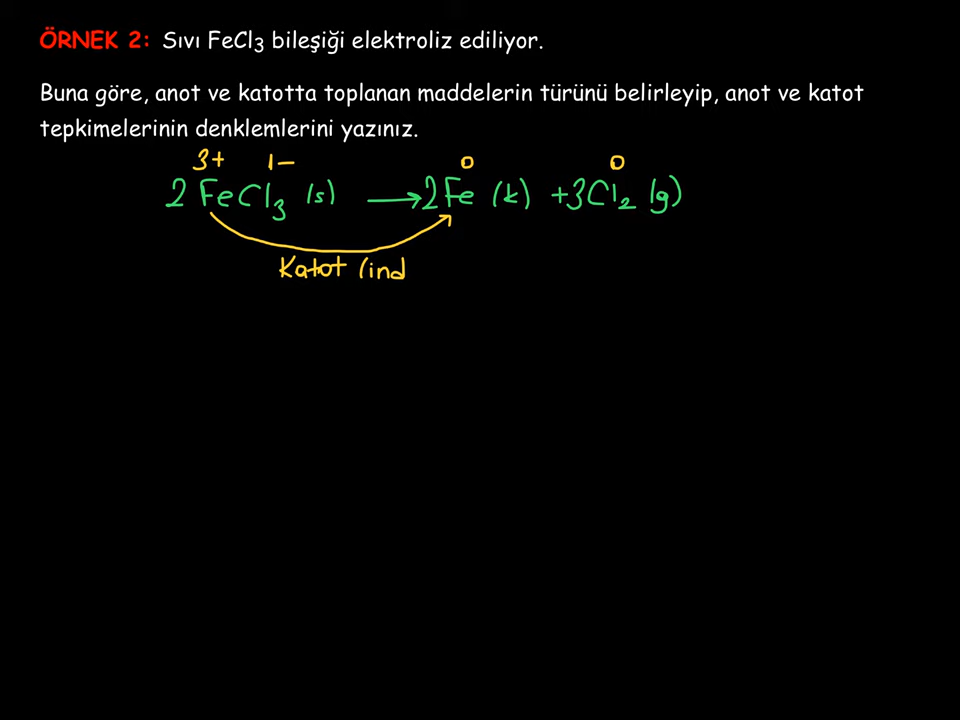 ÖRNEK 2: Sıvı FeCl3 bileşiği elektroliz ediliyor.
Buna göre, anot ve katotta toplanan maddelerin türünü belirleyip, anot ve katot
tepkimelerinin denklemlerini yazınız.
3+ 1- 0 0
2 FeCl3 (s) → 2Fe (k) + 3Cl2 (g)
Katot (ind